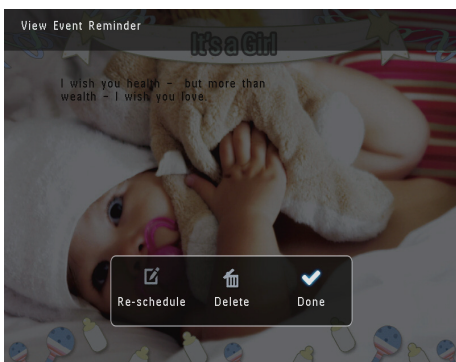 View Event Reminder
It's a Girl
I wish you health - but more than
wealth - I wish you love.
Re-schedule
Delete
Done